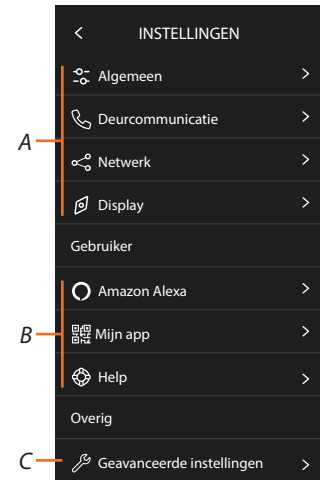 INSTELLINGEN
Algemeen
A
Deurcommunicatie
Netwerk
Display
Gebruiker
Amazon Alexa
B
Mijn app
Help
Overig
C
Geavanceerde instellingen